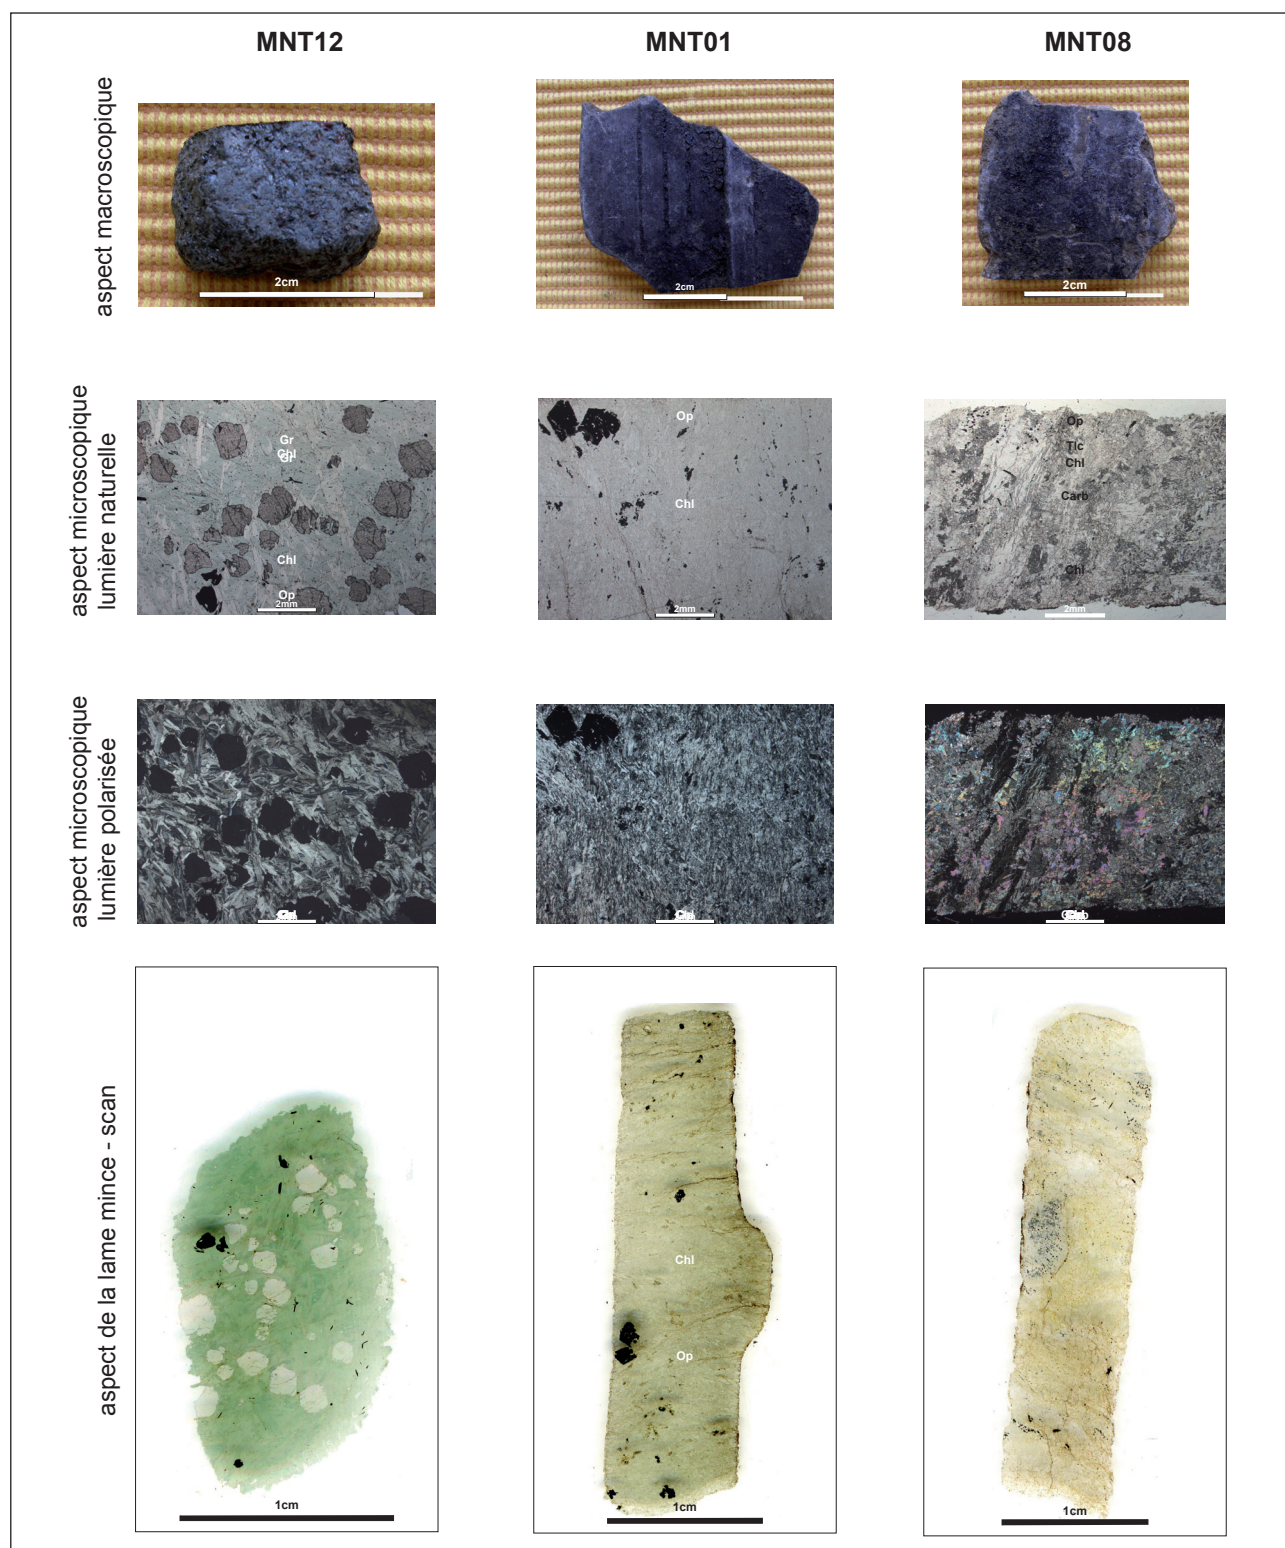 MNT12
MNT01
MNT08
aspect macroscopique
2cm
2cm
2cm
aspect microscopique
lumière naturelle
Gr
Chl
Gr
Chl
Op
2mm
Op
Chl
2mm
Op
Tlc
Chl
Carb
Chl
2mm
aspect microscopique
lumière polarisée
aspect de la lame mince - scan
1cm
Chl
Op
1cm
1cm